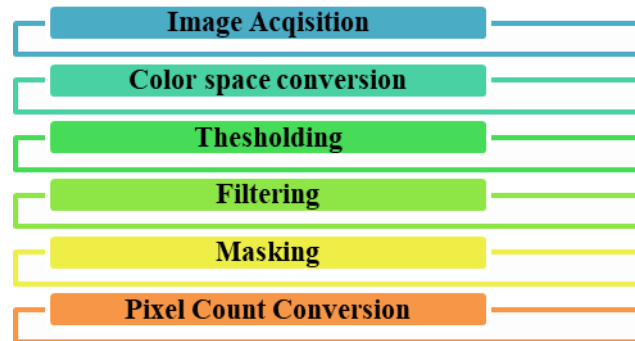 Image Acqisition
Color space conversion
Thesholding
Filtering
Masking
Pixel Count Conversion